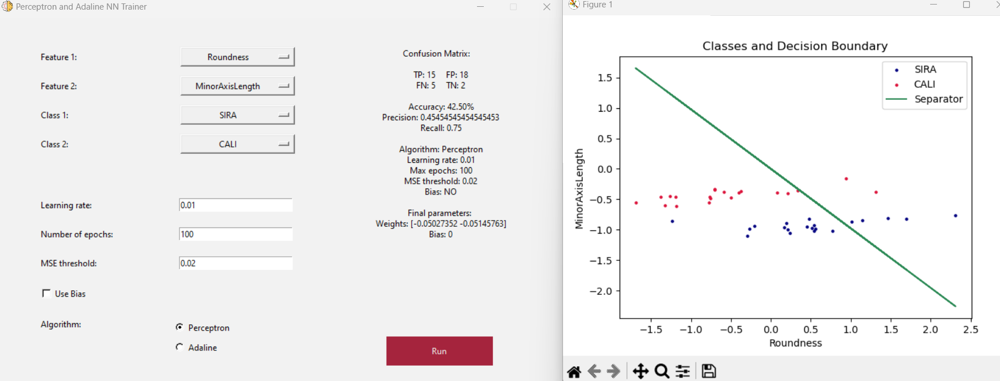 Perceptron and Adaline NN Trainer
Feature 1:
Roundness
Feature 2:
MinorAxisLength
Class 1:
SIRA
Class 2:
CALI
Learning rate:
0.01
Number of epochs:
100
MSE threshold:
0.02
Use Bias
Algorithm:
Perceptron
Adaline
Confusion Matrix:
TP: 15 FP: 18
FN: 5 TN: 2
Accuracy: 42.50%
Precision: 0.45454545454545453
Recall: 0.75
Algorithm: Perceptron
Learning rate: 0.01
Max epochs: 100
MSE threshold: 0.02
Bias: NO
Final parameters:
Weights: [-0.05027352 -0.05145763]
Bias: 0
Run
Figure 1
Classes and Decision Boundary
SIRA
CALI
Separator
MinorAxisLength
1.5
1.0
0.5
0.0
−0.5
−1.0
−1.5
−2.0
−1.5 −1.0 −0.5 0.0 0.5 1.0 1.5 2.0 2.5
Roundness